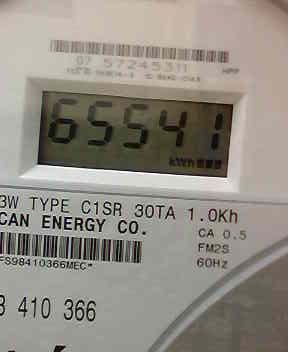 07 57245311
65541
kWh
3W TYPE C1SR 30TA 1.0Kh
CAN ENERGY CO.
CA 0.5
FM2S
60Hz
FS98410366MEC*
3 410 366